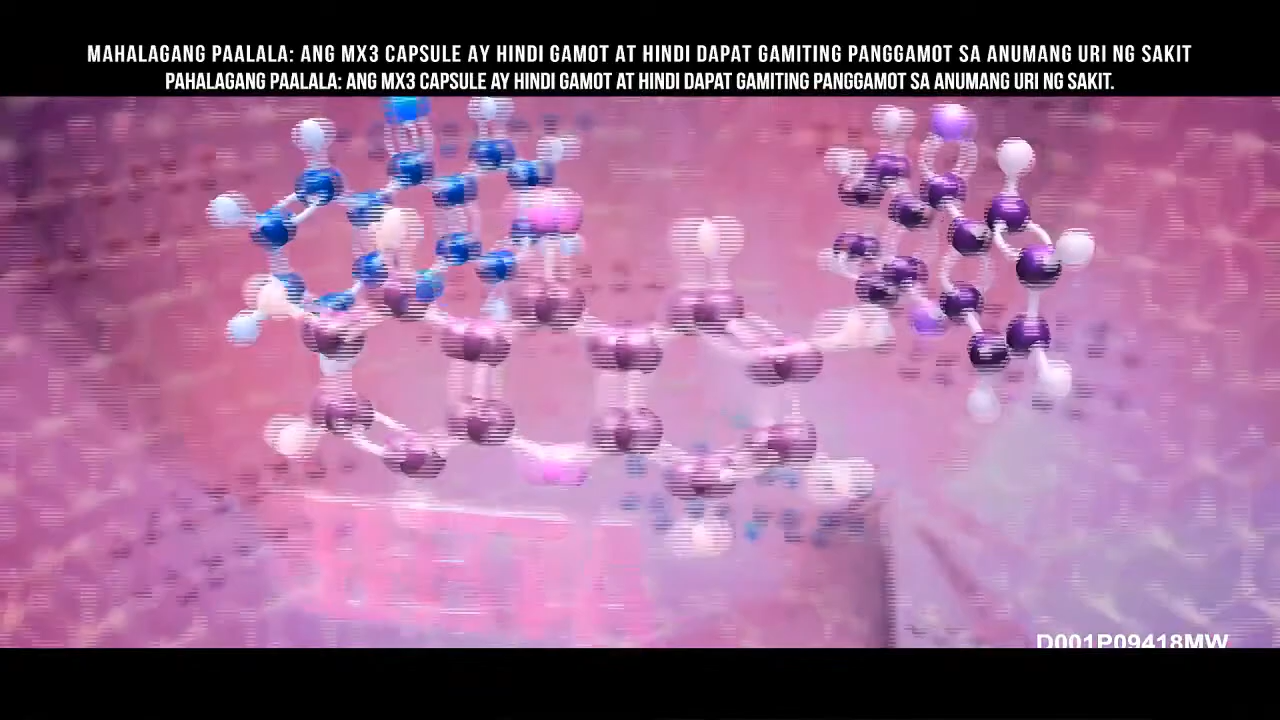 MAHALAGANG PAALALA: ANG MX3 CAPSULE AY HINDI GAMOT AT HINDI DAPAT GAMITING PANGGAMOT SA ANUMANG URI NG SAKIT
PAHALAGANG PAALALA: ANG MX3 CAPSULE AY HINDI GAMOT AT HINDI DAPAT GAMITING PANGGAMOT SA ANUMANG URI NG SAKIT.
D001P09418MW